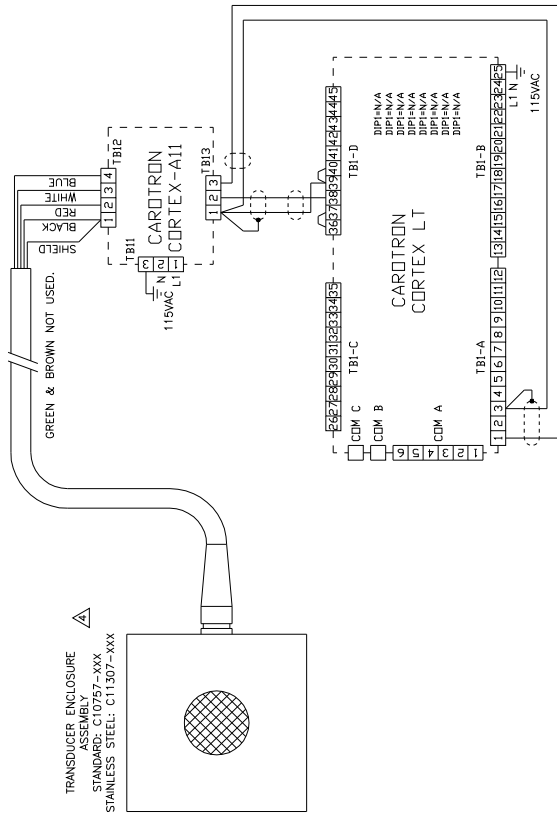 TRANSDUCER ENCLOSURE
ASSEMBLY
STANDARD: C10757-XXX
STAINLESS STEEL: C11307-XXX
4
GREEN & BROWN NOT USED.
SHIELD
BLACK
RED
WHITE
BLUE
1 2 3 4
TB12
TB11
3
2
1
L1
N
115VAC
CAROTRON
CORTEX-A11
TB13
1 2 3
26 27 28 29 30 31 32 33 34 35
36 37 38 39 40 41 42 43 44 45
TB1-C
TB1-D
COM C
COM B
COM A
6
5
4
3
2
1
CAROTRON
CORTEX LT
DIP1=N/A
DIP1=N/A
DIP1=N/A
DIP1=N/A
DIP1=N/A
DIP1=N/A
DIP1=N/A
TB1-A
TB1-B
1 2 3 4 5 6 7 8 9 10 11 12
13 14 15 16 17 18 19 20 21 22 23 24 25
L1 N
115VAC